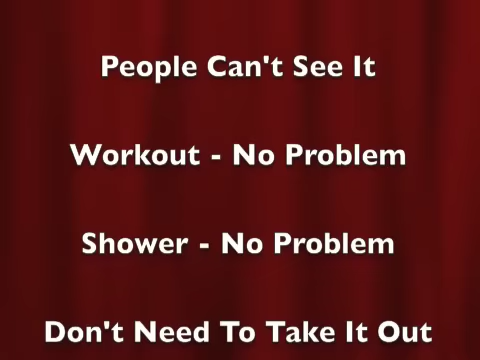 People Can't See It
Workout - No Problem
Shower - No Problem
Don't Need To Take It Out